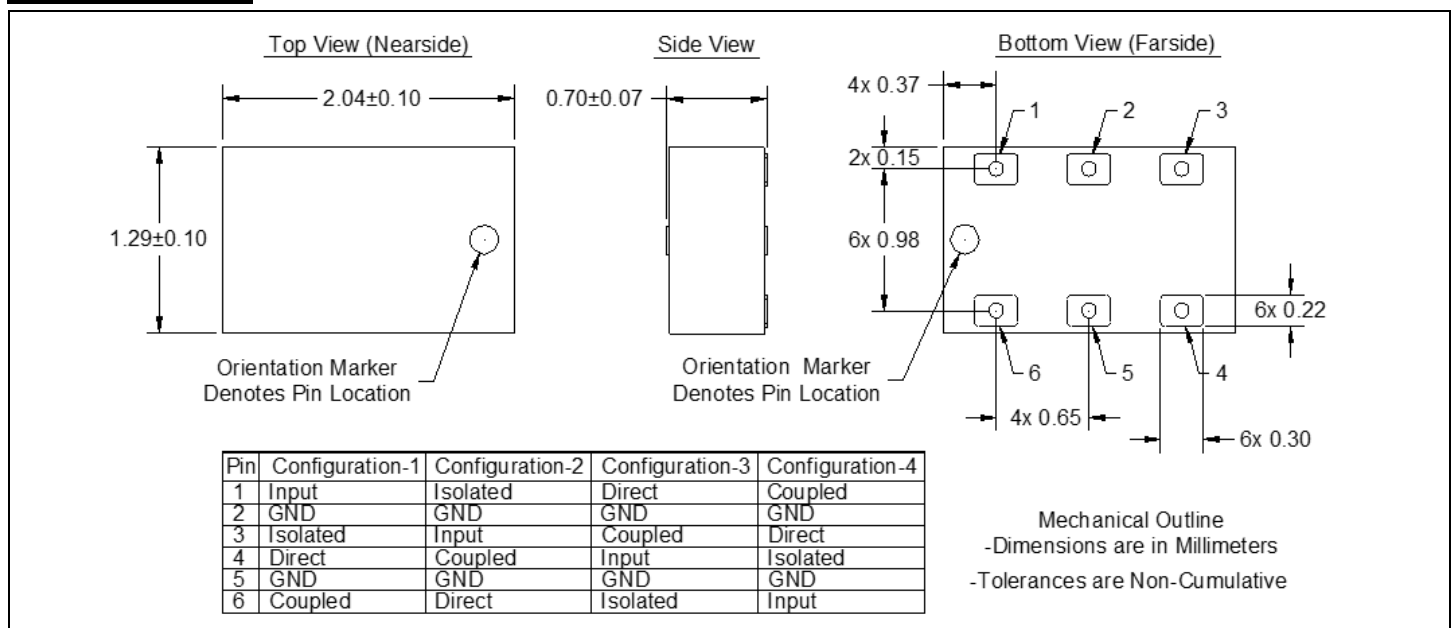 Top View (Nearside)
Side View
Bottom View (Farside)
2.04±0.10
0.70±0.07
4x 0.37
1
2
3
2x 0.15
1.29±0.10
6x 0.98
6x 0.22
Orientation Marker
Denotes Pin Location
Orientation Marker
Denotes Pin Location
6
5
4
4x 0.65
6x 0.30
Pin Configuration-1 Configuration-2 Configuration-3 Configuration-4
1 Input Isolated Direct Coupled
2 GND GND GND GND
3 Isolated Input Coupled Direct
4 Direct Coupled Input Isolated
5 GND GND GND GND
6 Coupled Direct Isolated Input
Mechanical Outline
-Dimensions are in Millimeters
-Tolerances are Non-Cumulative